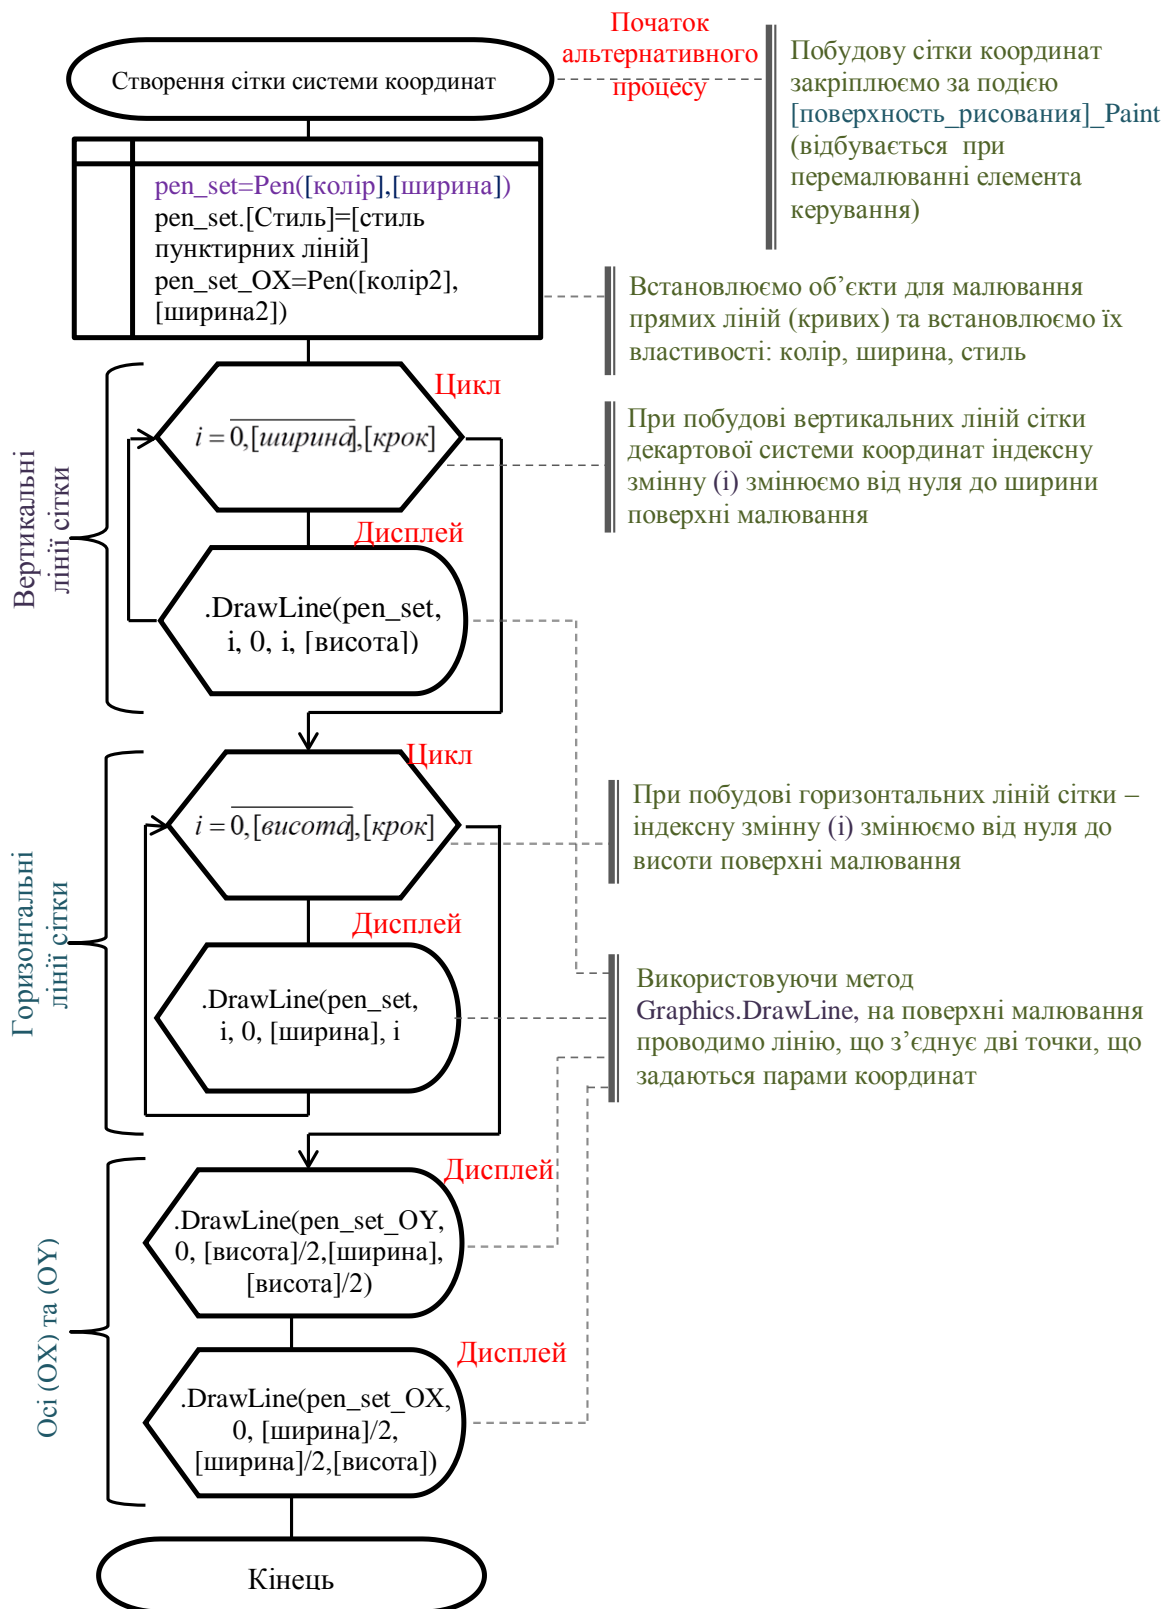 Початок
альтернативного
процесу
Створення сітки системи координат
Побудову сітки координат
закріплюємо за подією
[поверхность_рисования]_Paint
(відбувається при
перемалюванні елемента
керування)
pen_set=Pen([колір],[ширина])
pen_set.[Стиль]=[стиль
пунктирних ліній]
pen_set_OX=Pen([колір2],
[ширина2])
Встановлюємо об’єкти для малювання
прямих ліній (кривих) та встановлюємо їх
властивості: колір, ширина, стиль
Вертикальні
лінії сітки
Цикл
i = 0,[ширина],[крок]
При побудові вертикальних ліній сітки
декартової системи координат індексну
змінну (i) змінюємо від нуля до ширини
поверхні малювання
Дисплей
.DrawLine(pen_set,
i, 0, i, [висота])
Горизонтальні
лінії сітки
Цикл
i = 0,[висота],[крок]
При побудові горизонтальних ліній сітки –
індексну змінну (i) змінюємо від нуля до
висоти поверхні малювання
Дисплей
.DrawLine(pen_set,
i, 0, [ширина], i
Використовуючи метод
Graphics.DrawLine, на поверхні малювання
проводимо лінію, що з’єднує дві точки, що
задаються парами координат
Осі (OX) та (OY)
Дисплей
.DrawLine(pen_set_OY,
0, [висота]/2,[ширина],
[висота]/2)
Дисплей
.DrawLine(pen_set_OX,
0, [ширина]/2,
[ширина]/2,[висота])
Кінець